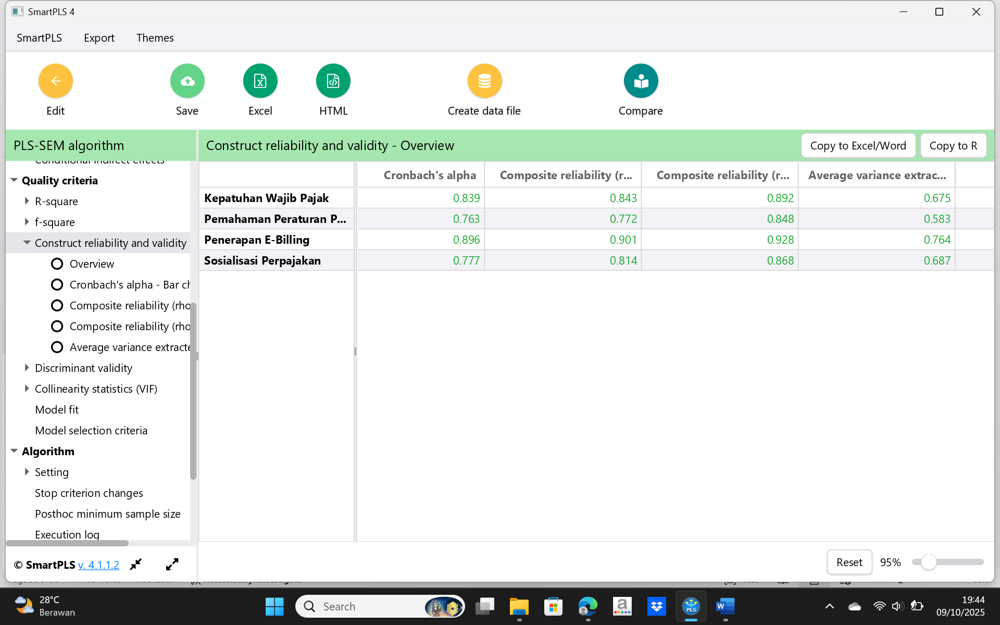 SmartPLS 4
SmartPLS Export Themes
Edit Save Excel HTML Create data file Compare
PLS-SEM algorithm
Conditional indirect effects
Quality criteria
R-square
f-square
Construct reliability and validity
Overview
Cronbach's alpha - Bar ch
Composite reliability (rho
Composite reliability (rho
Average variance extracte
Discriminant validity
Collinearity statistics (VIF)
Model fit
Model selection criteria
Algorithm
Setting
Stop criterion changes
Posthoc minimum sample size
Execution log
© SmartPLS v. 4.1.1.2
Construct reliability and validity - Overview Copy to Excel/Word Copy to R
Cronbach's alpha Composite reliability (r... Composite reliability (r... Average variance extrac...
Kepatuhan Wajib Pajak 0.839 0.843 0.892 0.675
Pemahaman Peraturan P... 0.763 0.772 0.848 0.583
Penerapan E-Billing 0.896 0.901 0.928 0.764
Sosialisasi Perpajakan 0.777 0.814 0.868 0.687
Reset 95%
28°C
Berawan
Search
a
PLS
W
19:44
09/10/2025